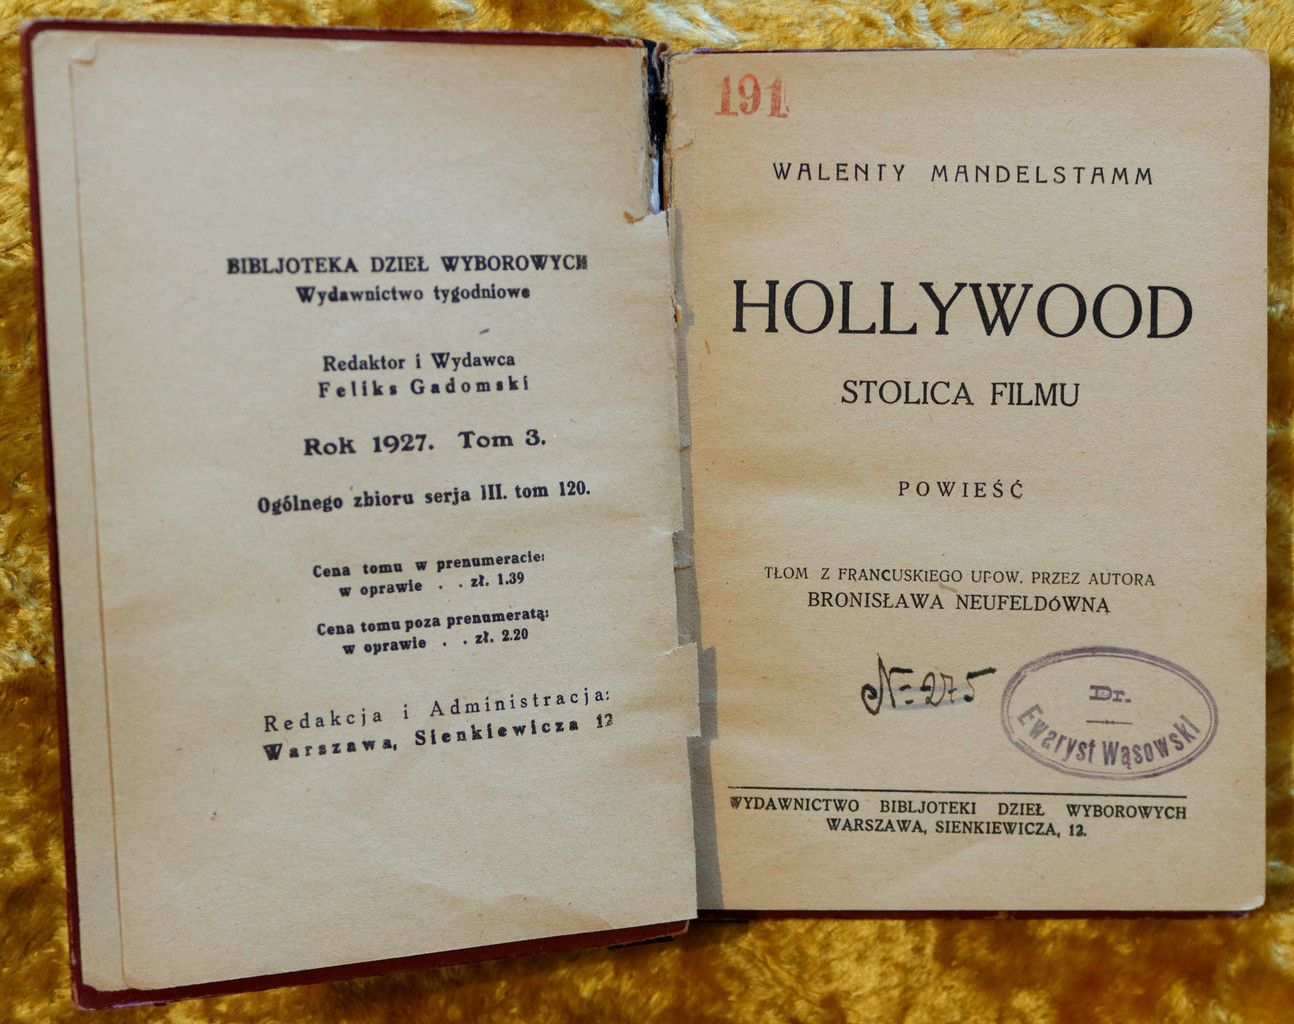 BIBLJOTEKA DZIEŁ WYBOROWYCH
Wydawnictwo tygodniowe
Redaktor i Wydawca
Feliks Gadomski
Rok 1927. Tom 3.
Ogólnego zbioru serja III. tom 120.
Cena tomu w prenumeracie:
w oprawie . . zł. 1.39
Cena tomu poza prenumeratą:
w oprawie . . zł. 2.20
Redakcja i Administracja:
Warszawa, Sienkiewicza 12
191
WALENTY MANDELSTAMM
HOLLYWOOD
STOLICA FILMU
POWIEŚĆ
TŁOM Z FRANCUSKIEGO UPOW. PRZEZ AUTORA
BRONISŁAWA NEUFELDÓWNA
№ 275
Dr.
Ewaryst Wąsowski
WYDAWNICTWO BIBLJOTEKI DZIEŁ WYBOROWYCH
WARSZAWA, SIENKIEWICZA, 12.